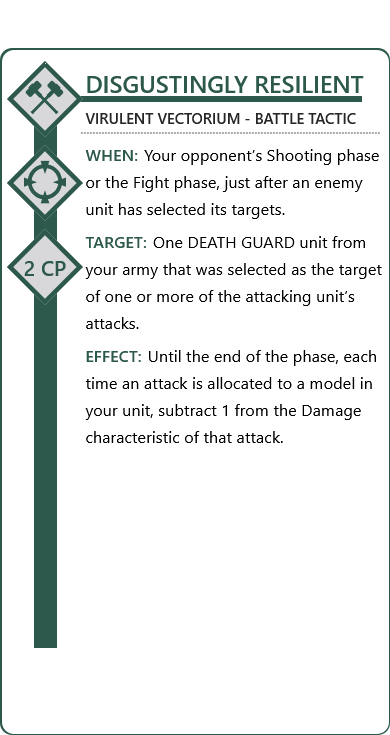 DISGUSTINGLY RESILIENT
VIRULENT VECTORIUM - BATTLE TACTIC
WHEN: Your opponent’s Shooting phase
or the Fight phase, just after an enemy
unit has selected its targets.
2 CP
TARGET: One DEATH GUARD unit from
your army that was selected as the target
of one or more of the attacking unit’s
attacks.
EFFECT: Until the end of the phase, each
time an attack is allocated to a model in
your unit, subtract 1 from the Damage
characteristic of that attack.